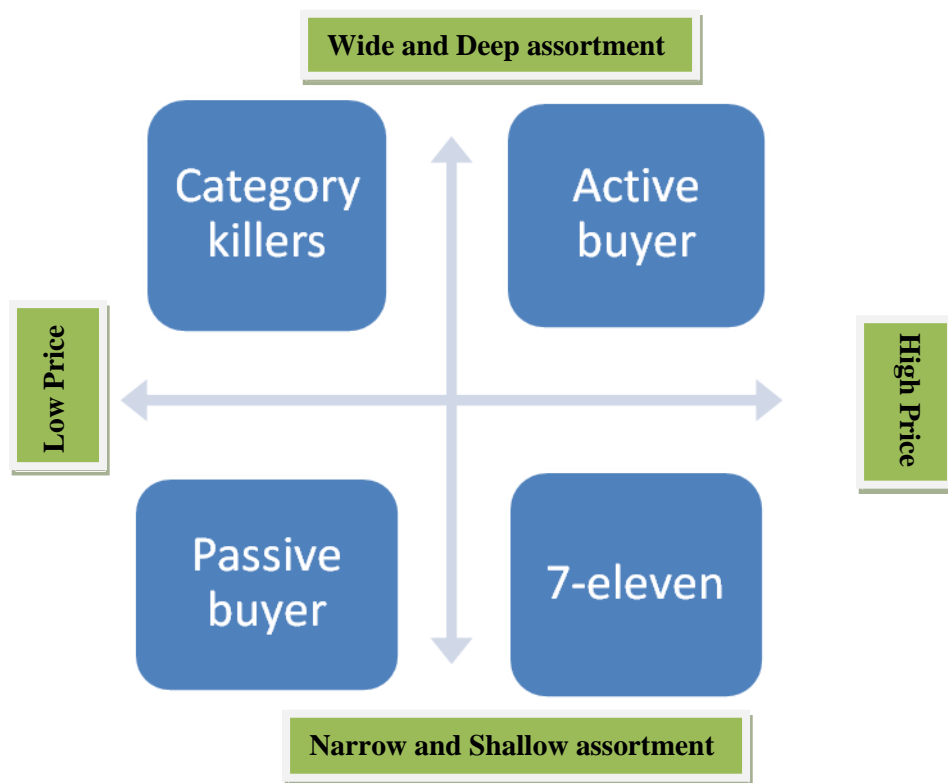 Wide and Deep assortment
Category
killers
Active
buyer
Low Price
High Price
Passive
buyer
7-eleven
Narrow and Shallow assortment